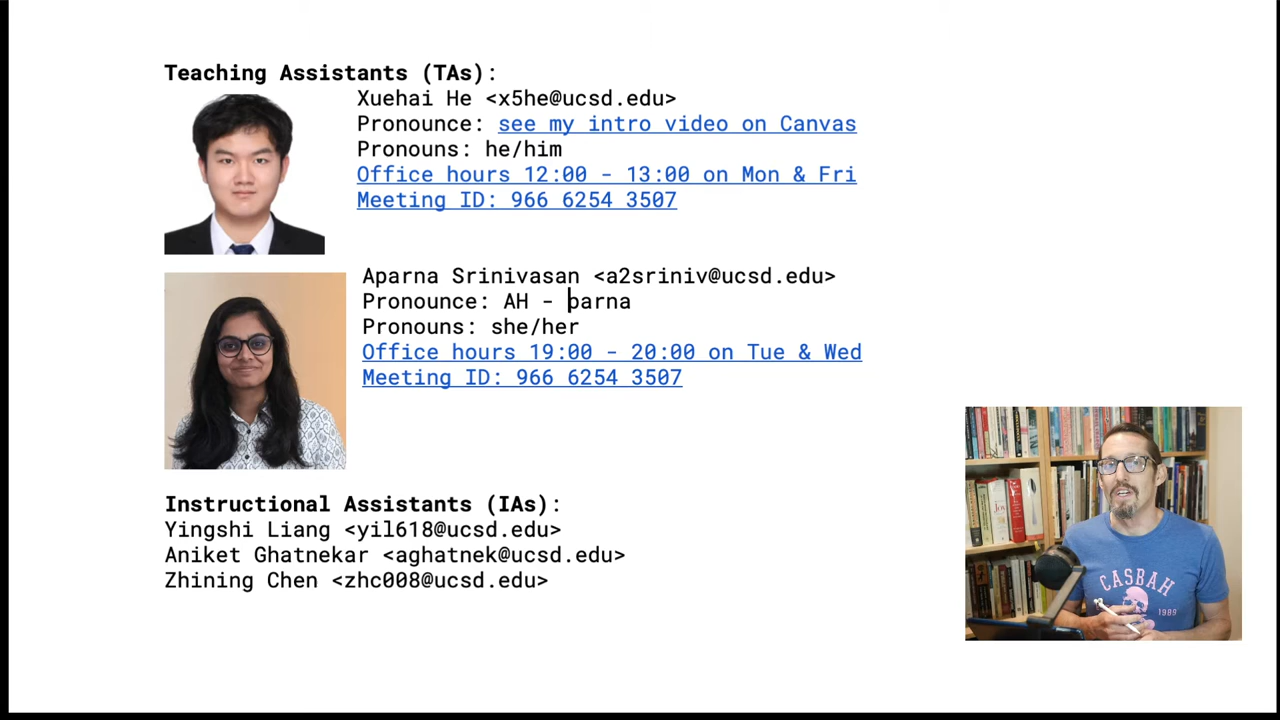 Teaching Assistants (TAs):
Xuehai He <x5he@ucsd.edu>
Pronounce: see my intro video on Canvas
Pronouns: he/him
Office hours 12:00 - 13:00 on Mon & Fri
Meeting ID: 966 6254 3507
Aparna Srinivasan <a2sriniv@ucsd.edu>
Pronounce: AH - parna
Pronouns: she/her
Office hours 19:00 - 20:00 on Tue & Wed
Meeting ID: 966 6254 3507
Instructional Assistants (IAs):
Yingshi Liang <yil618@ucsd.edu>
Aniket Ghatnekar <aghatnek@ucsd.edu>
Zhining Chen <zhc008@ucsd.edu>
CASBAH
1989